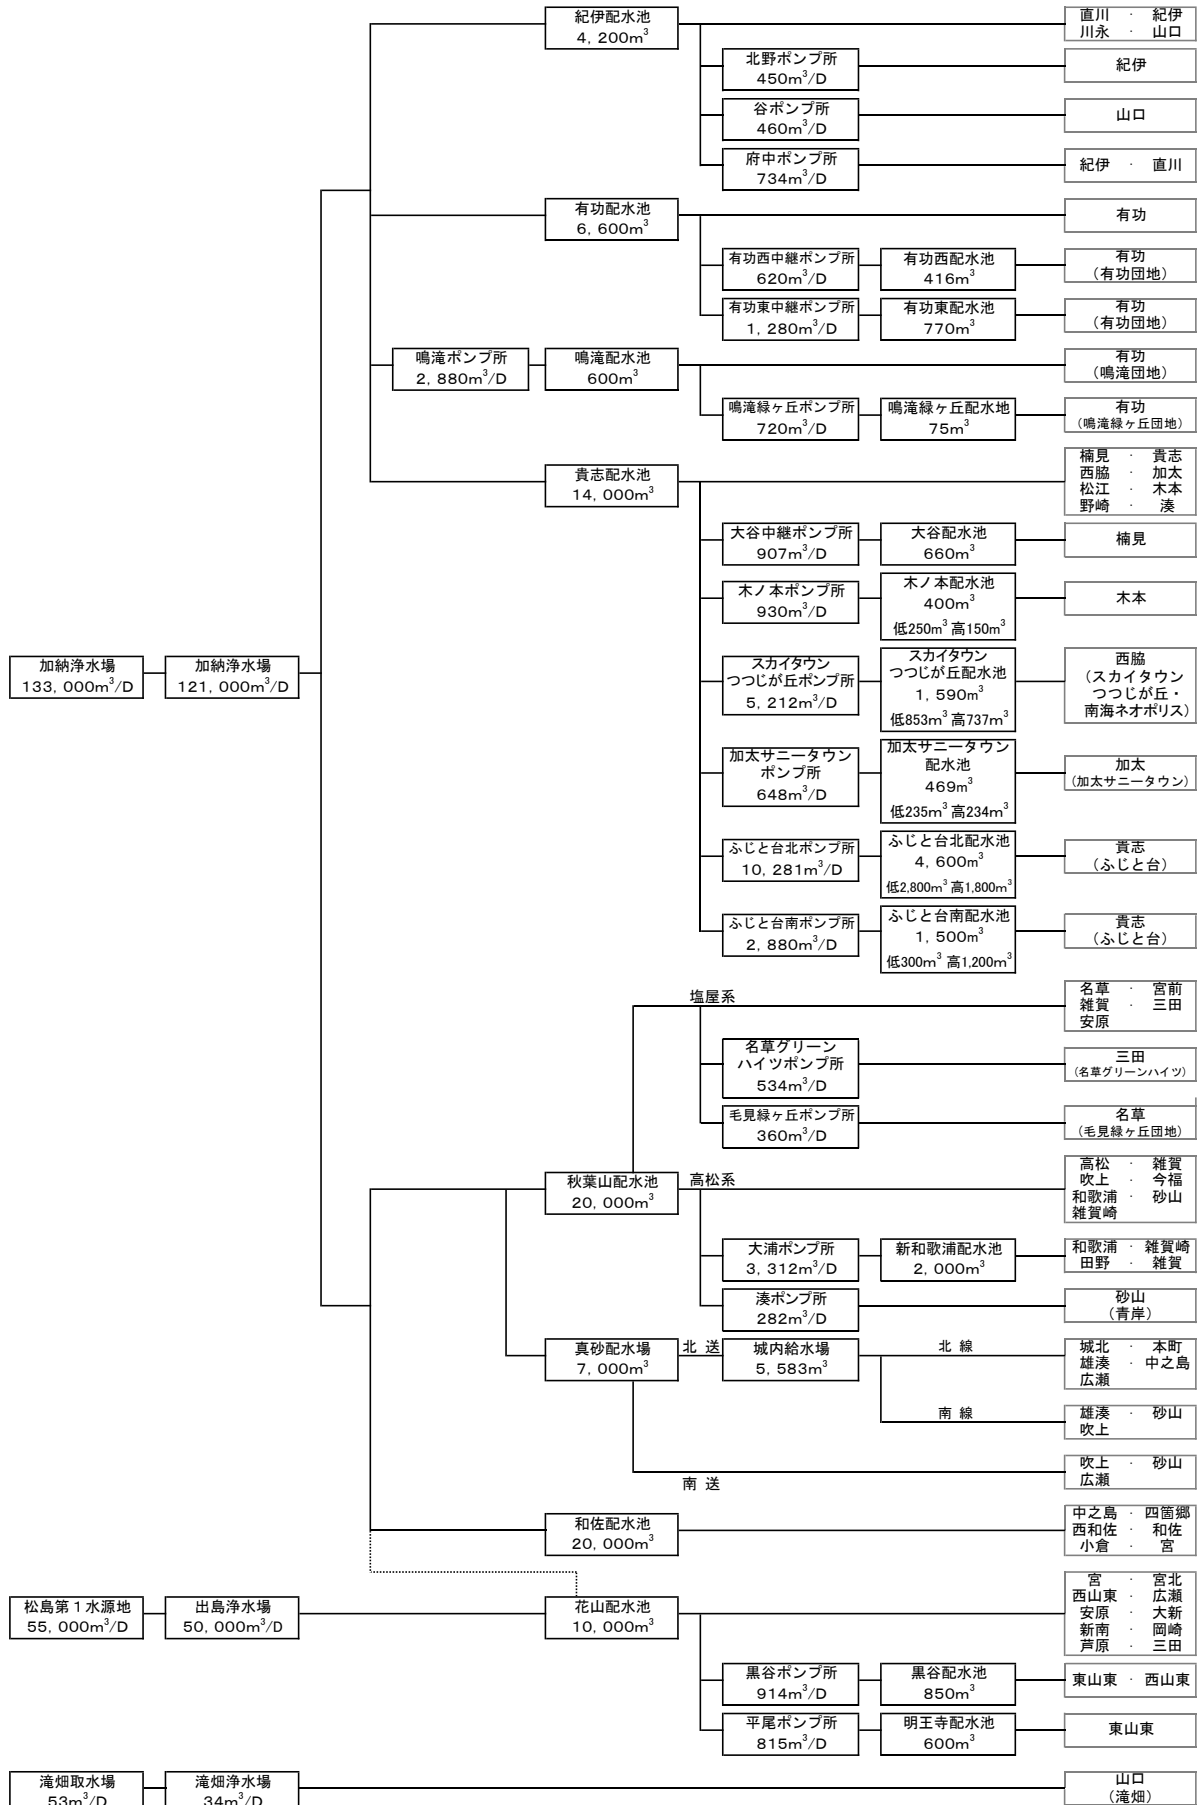 紀伊配水池
4,200m³
直川 · 紀伊
川永 · 山口
北野ポンプ所
450m³/D
紀伊
谷ポンプ所
460m³/D
山口
府中ポンプ所
734m³/D
紀伊 · 直川
有功配水池
6,600m³
有功
有功西中継ポンプ所
620m³/D
有功西配水池
416m³
有功
(有功団地)
有功東中継ポンプ所
1,280m³/D
有功東配水池
770m³
有功
(有功団地)
鳴滝ポンプ所
2,880m³/D
鳴滝配水池
600m³
有功
(鳴滝団地)
鳴滝緑ヶ丘ポンプ所
720m³/D
鳴滝緑ヶ丘配水地
75m³
有功
(鳴滝緑ヶ丘団地)
貴志配水池
14,000m³
楠見 · 貴志
西脇 · 加太
松江 · 木本
野崎 · 湊
大谷中継ポンプ所
907m³/D
大谷配水池
660m³
楠見
木ノ本ポンプ所
930m³/D
木ノ本配水池
400m³
低250m³ 高150m³
木本
加納浄水場
133,000m³/D
加納浄水場
121,000m³/D
スカイタウン
つつじが丘ポンプ所
5,212m³/D
スカイタウン
つつじが丘配水池
1,590m³
低853m³ 高737m³
西脇
(スカイタウン
つつじが丘・
南海ネオポリス)
加太サニータウン
ポンプ所
648m³/D
加太サニータウン
配水池
469m³
低235m³ 高234m³
加太
(加太サニータウン)
ふじと台北ポンプ所
10,281m³/D
ふじと台北配水池
4,600m³
低2,800m³ 高1,800m³
貴志
(ふじと台)
ふじと台南ポンプ所
2,880m³/D
ふじと台南配水池
1,500m³
低300m³ 高1,200m³
貴志
(ふじと台)
塩屋系
名草 · 宮前
雑賀 · 三田
安原
名草グリーン
ハイツポンプ所
534m³/D
三田
(名草グリーンハイツ)
毛見緑ヶ丘ポンプ所
360m³/D
名草
(毛見緑ヶ丘団地)
秋葉山配水池
20,000m³
高松系
高松 · 雑賀
吹上 · 今福
和歌浦 · 砂山
雑賀崎
大浦ポンプ所
3,312m³/D
新和歌浦配水池
2,000m³
和歌浦 · 雑賀崎
田野 · 雑賀
湊ポンプ所
282m³/D
砂山
(青岸)
真砂配水場
7,000m³
北 送
城内給水場
5,583m³
北 線
城北 · 本町
雄湊 · 中之島
広瀬
南 線
雄湊 · 砂山
吹上
南 送
吹上 · 砂山
広瀬
和佐配水池
20,000m³
中之島 · 四箇郷
西和佐 · 和佐
小倉 · 宮
松島第1水源地
55,000m³/D
出島浄水場
50,000m³/D
花山配水池
10,000m³
宮 · 宮北
西山東 · 広瀬
安原 · 大新
新南 · 岡崎
芦原 · 三田
黒谷ポンプ所
914m³/D
黒谷配水池
850m³
東山東 · 西山東
平尾ポンプ所
815m³/D
明王寺配水池
600m³
東山東
滝畑取水場
53m³/D
滝畑浄水場
34m³/D
山口
(滝畑)